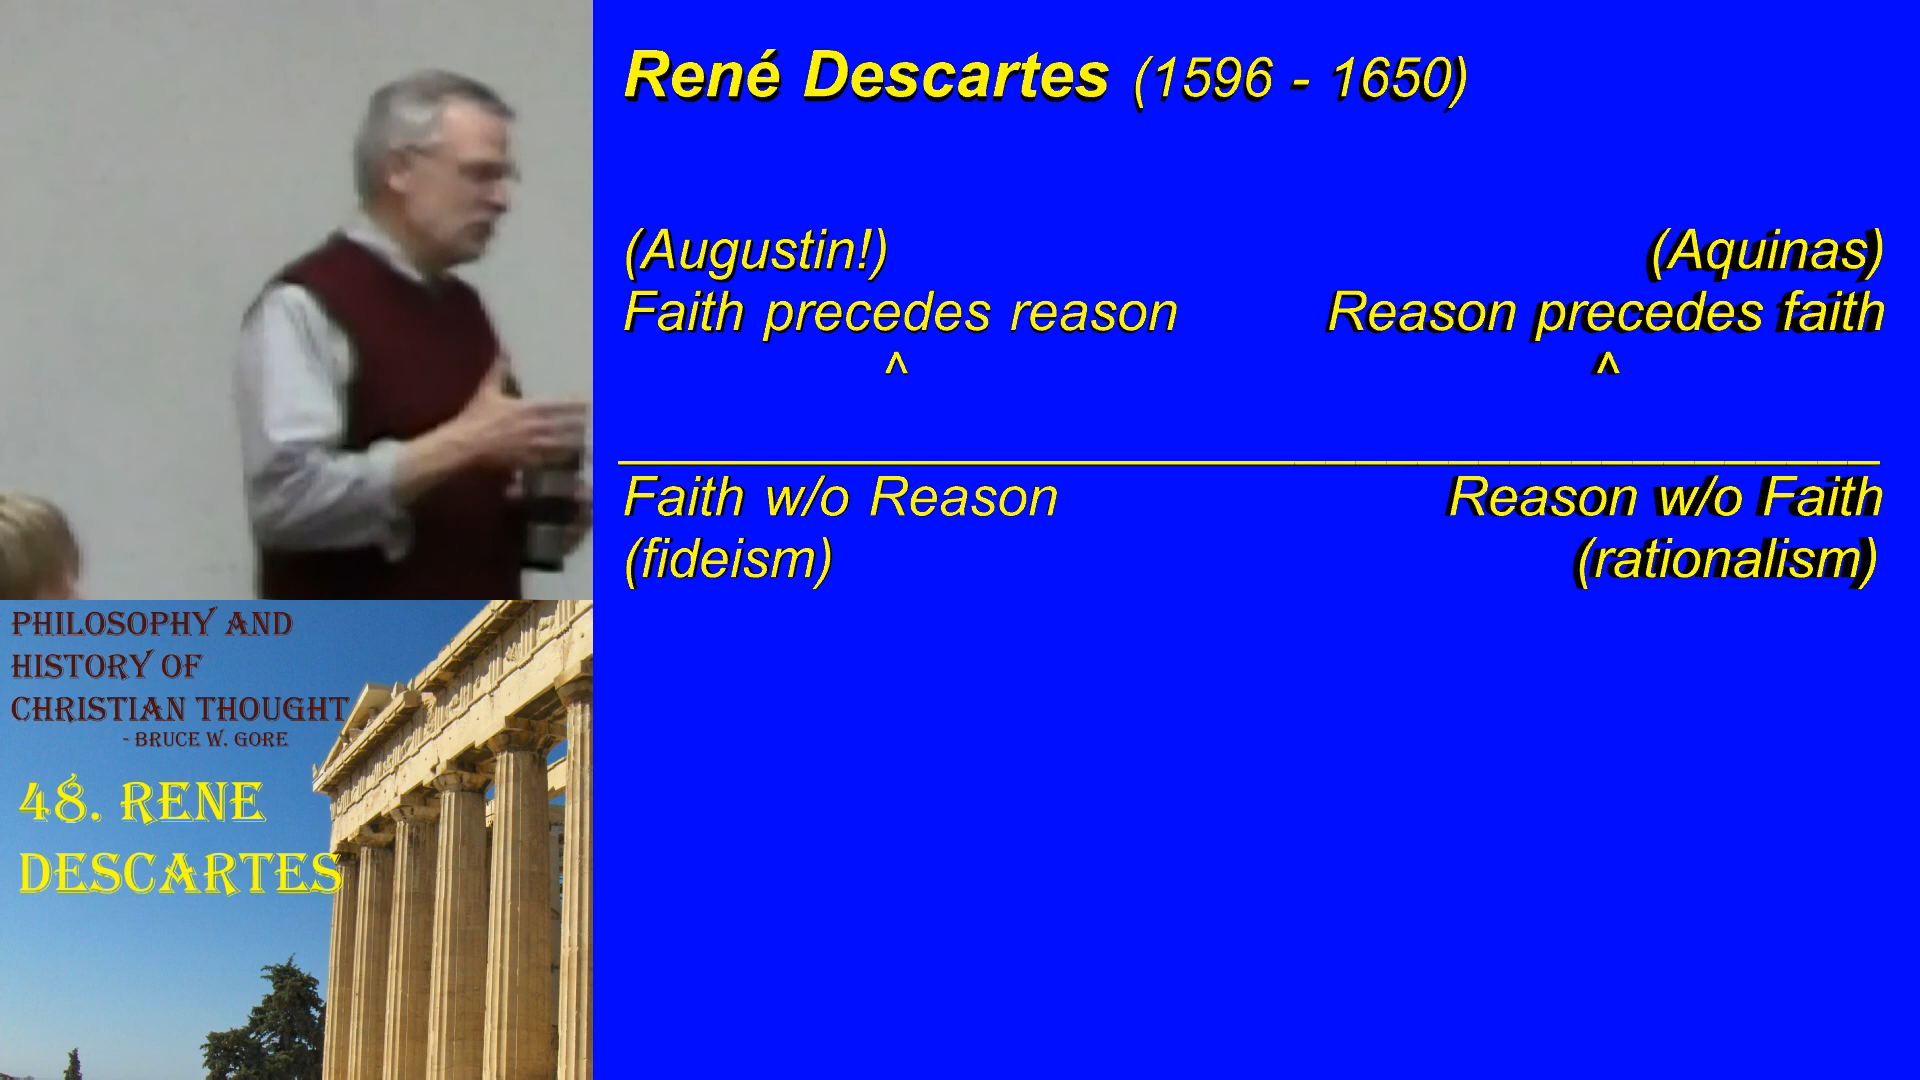 René Descartes (1596 - 1650)
(Augustin!)
(Aquinas)
Faith precedes reason
Reason precedes faith
^
^
Faith w/o Reason
Reason w/o Faith
(fideism)
(rationalism)
PHILOSOPHY AND
HISTORY OF
CHRISTIAN THOUGHT
- BRUCE W. GORE
48. RENE
DESCARTES